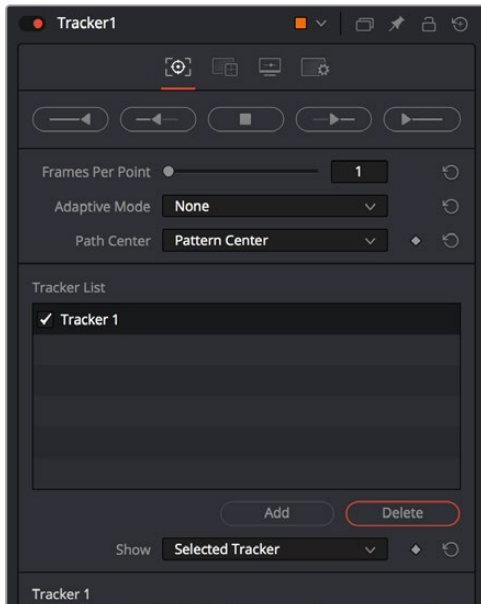 Tracker1
Frames Per Point 1
Adaptive Mode None
Path Center Pattern Center
Tracker List
Tracker 1
Add Delete
Show Selected Tracker
Tracker 1